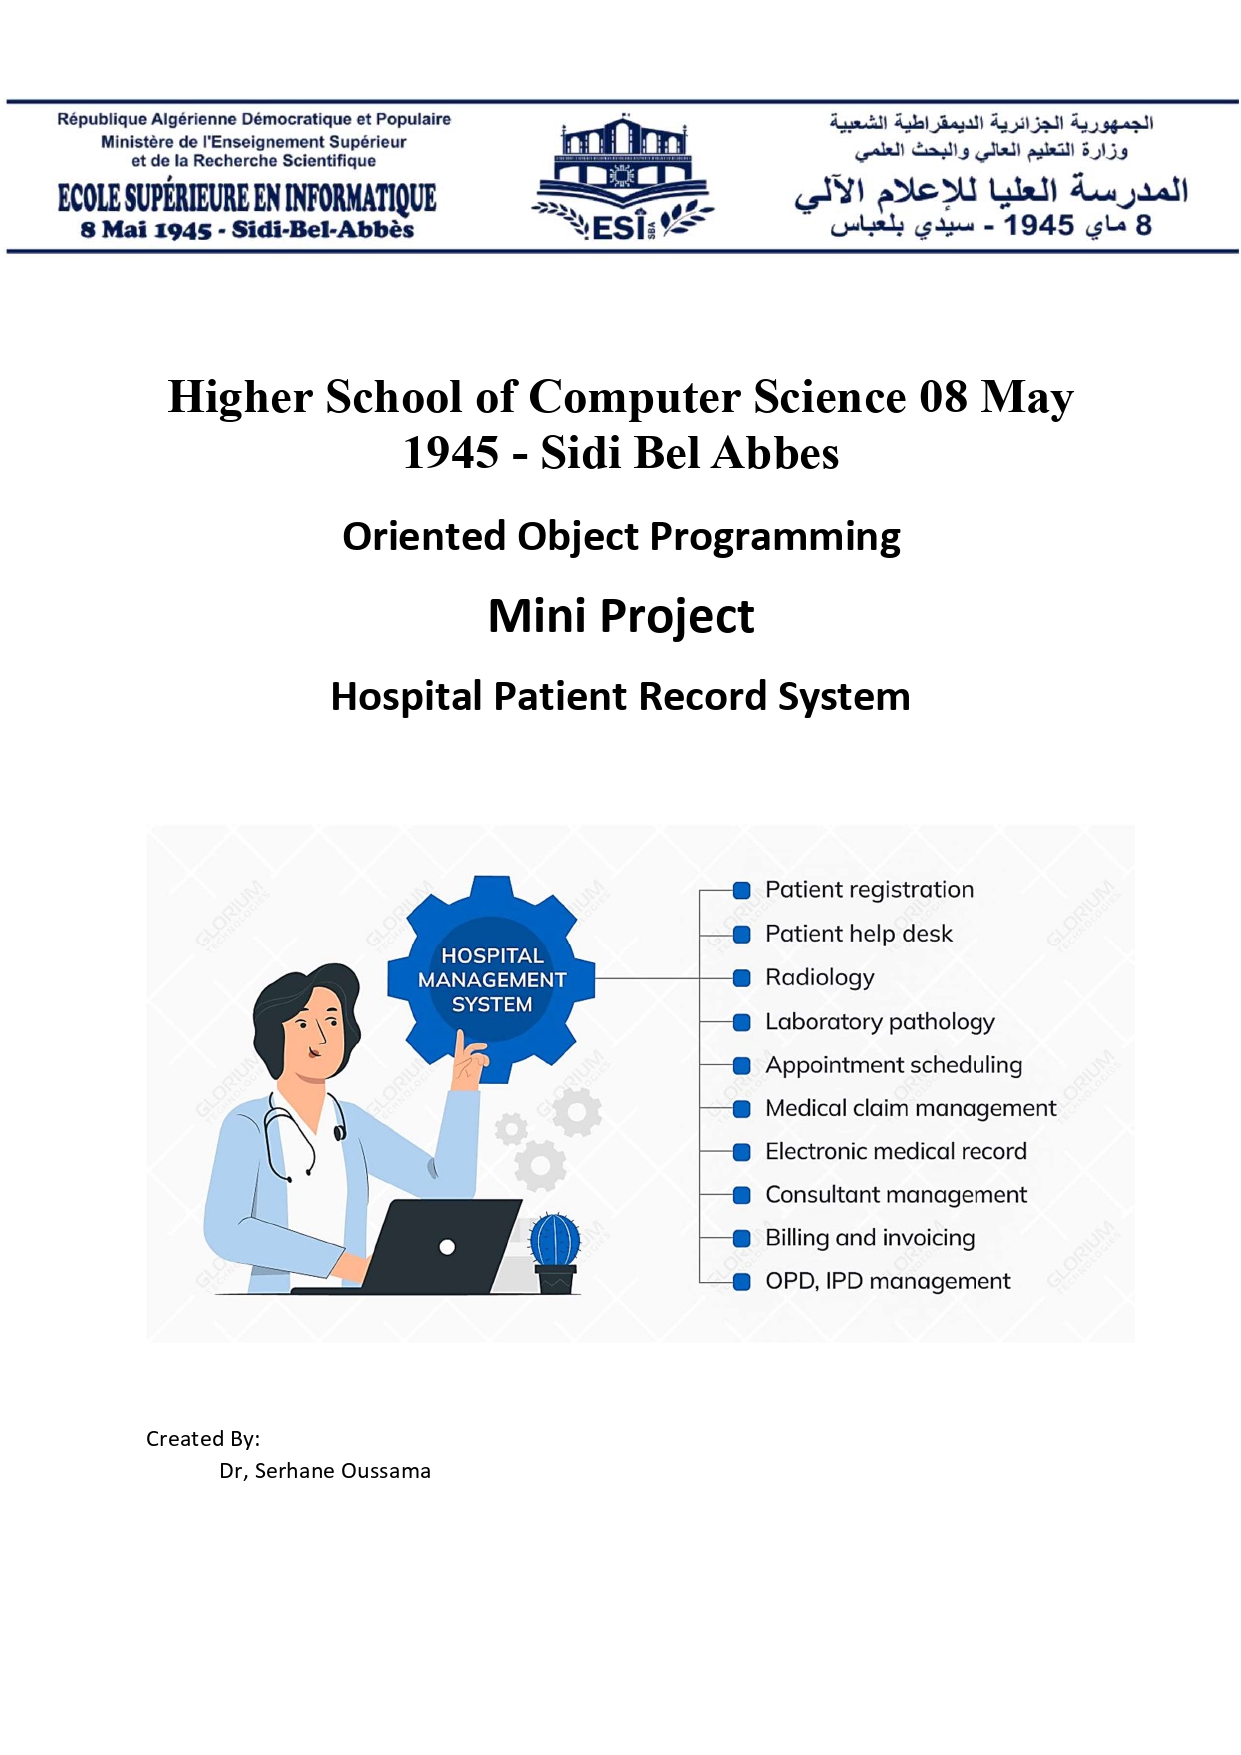 République Algérienne Démocratique et Populaire
Ministère de l'Enseignement Supérieur
et de la Recherche Scientifique
ECOLE SUPÉRIEURE EN INFORMATIQUE
8 Mai 1945 - Sidi-Bel-Abbès
ESI
SBA
الجمهورية الجزائرية الديمقراطية الشعبية
وزارة التعليم العالي والبحث العلمي
المدرسة العليا للإعلام الآلي
8 ماي 1945 - سيدي بلعباس
Higher School of Computer Science 08 May
1945 - Sidi Bel Abbes
Oriented Object Programming
Mini Project
Hospital Patient Record System
HOSPITAL
MANAGEMENT
SYSTEM
Patient registration
Patient help desk
Radiology
Laboratory pathology
Appointment scheduling
Medical claim management
Electronic medical record
Consultant management
Billing and invoicing
OPD, IPD management
GLORIUM
TECHNOLOGIES
Created By:
Dr, Serhane Oussama